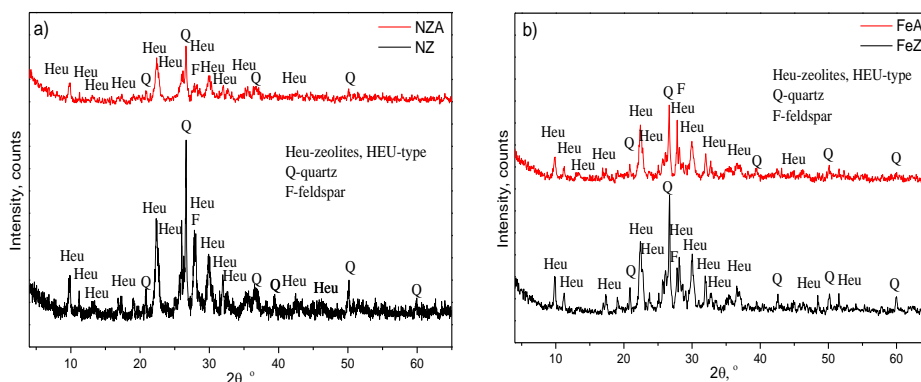 a)
NZA
NZ
Q
Heu
Heu
Heu
Heu
Heu
Heu
Heu
Q
F
Heu
Q
Heu
Q
Q
Heu-zeolites, HEU-type
Q-quartz
F-feldspar
Heu
Heu
F
Heu
Heu
Heu
Heu
Heu
Q
Heu
Q
Q
Heu
Heu
Q
Q
Intensity, counts
10 20 30 40 50 60
2θ, °
b)
FeA
FeZ
Heu-zeolites, HEU-type
Q-quartz
F-feldspar
Q
F
Heu
Heu
Heu
Heu
Heu
Heu
Q
Heu
Heu
Heu
Heu
Q
Heu
Q
Q
Q
Heu
Heu
F
Heu
Heu
Heu
Heu
Heu
Heu
Heu
Q
Q
Heu
Q
Heu
Q
Intensity, counts
10 20 30 40 50 60
2θ, °